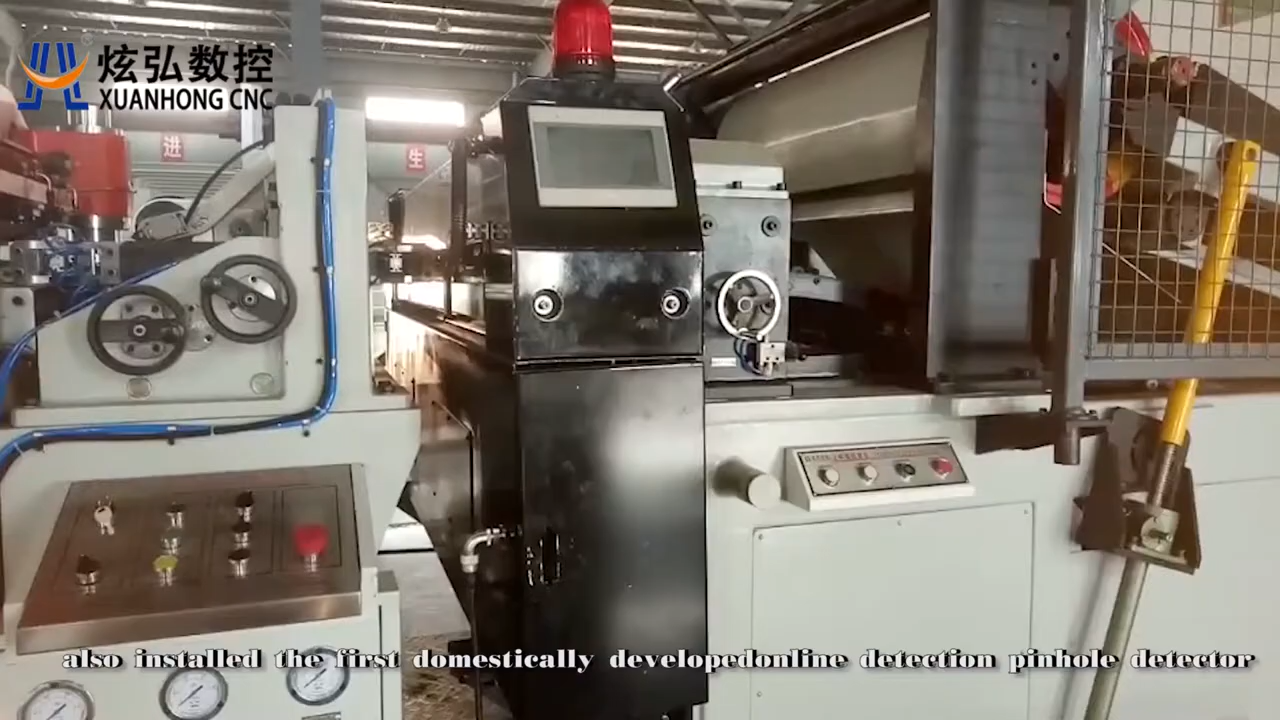 炫弘数控
XUANHONG CNC
进
生
also installed the first domestically developedonline detection pinhole detector